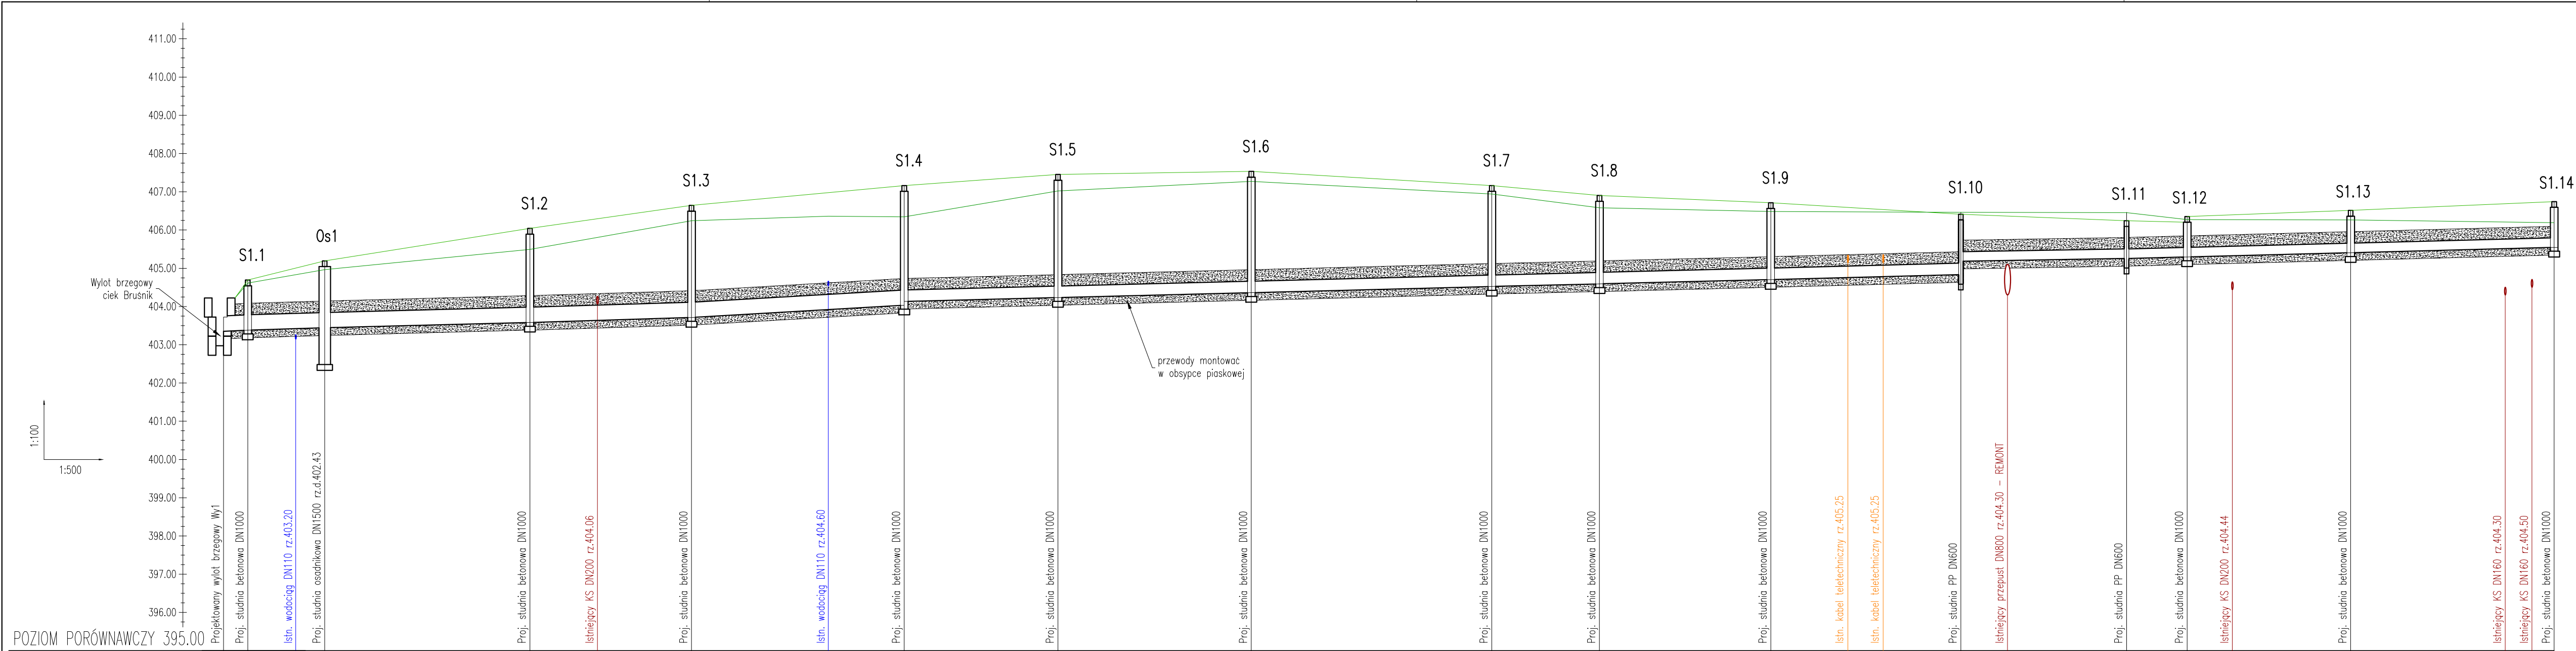 411.00
410.00
409.00
408.00
407.00
406.00
405.00
404.00
403.00
402.00
401.00
400.00
399.00
398.00
397.00
396.00
POZIOM PORÓWNAWCZY 395.00
1:100
1:500
Wylot brzegowy
ciek Bruśnik
S1.1
Os1
S1.2
S1.3
S1.4
S1.5
S1.6
S1.7
S1.8
S1.9
S1.10
S1.11
S1.12
S1.13
S1.14
przewody montować
w obsypce piaskowej
Projektowany wylot brzegowy Wy1
Proj. studnia betonowa DN1000
Istn. wodociąg DN110 rz.403.20
Proj. studnia osadnikowa DN1500 rz.d.402.43
Proj. studnia betonowa DN1000
Istniejący KS DN200 rz.404.06
Proj. studnia betonowa DN1000
Istn. wodociąg DN110 rz.404.60
Proj. studnia betonowa DN1000
Proj. studnia betonowa DN1000
Proj. studnia betonowa DN1000
Proj. studnia betonowa DN1000
Proj. studnia betonowa DN1000
Proj. studnia betonowa DN1000
Istn. kabel teletechniczny rz.405.25
Istn. kabel teletechniczny rz.405.25
Proj. studnia PP DN600
Istniejący przepust DN800 rz.404.30 - REMONT
Proj. studnia PP DN600
Proj. studnia betonowa DN1000
Istniejący KS DN200 rz.404.44
Proj. studnia betonowa DN1000
Istniejący KS DN160 rz.404.30
Istniejący KS DN160 rz.404.50
Proj. studnia betonowa DN1000